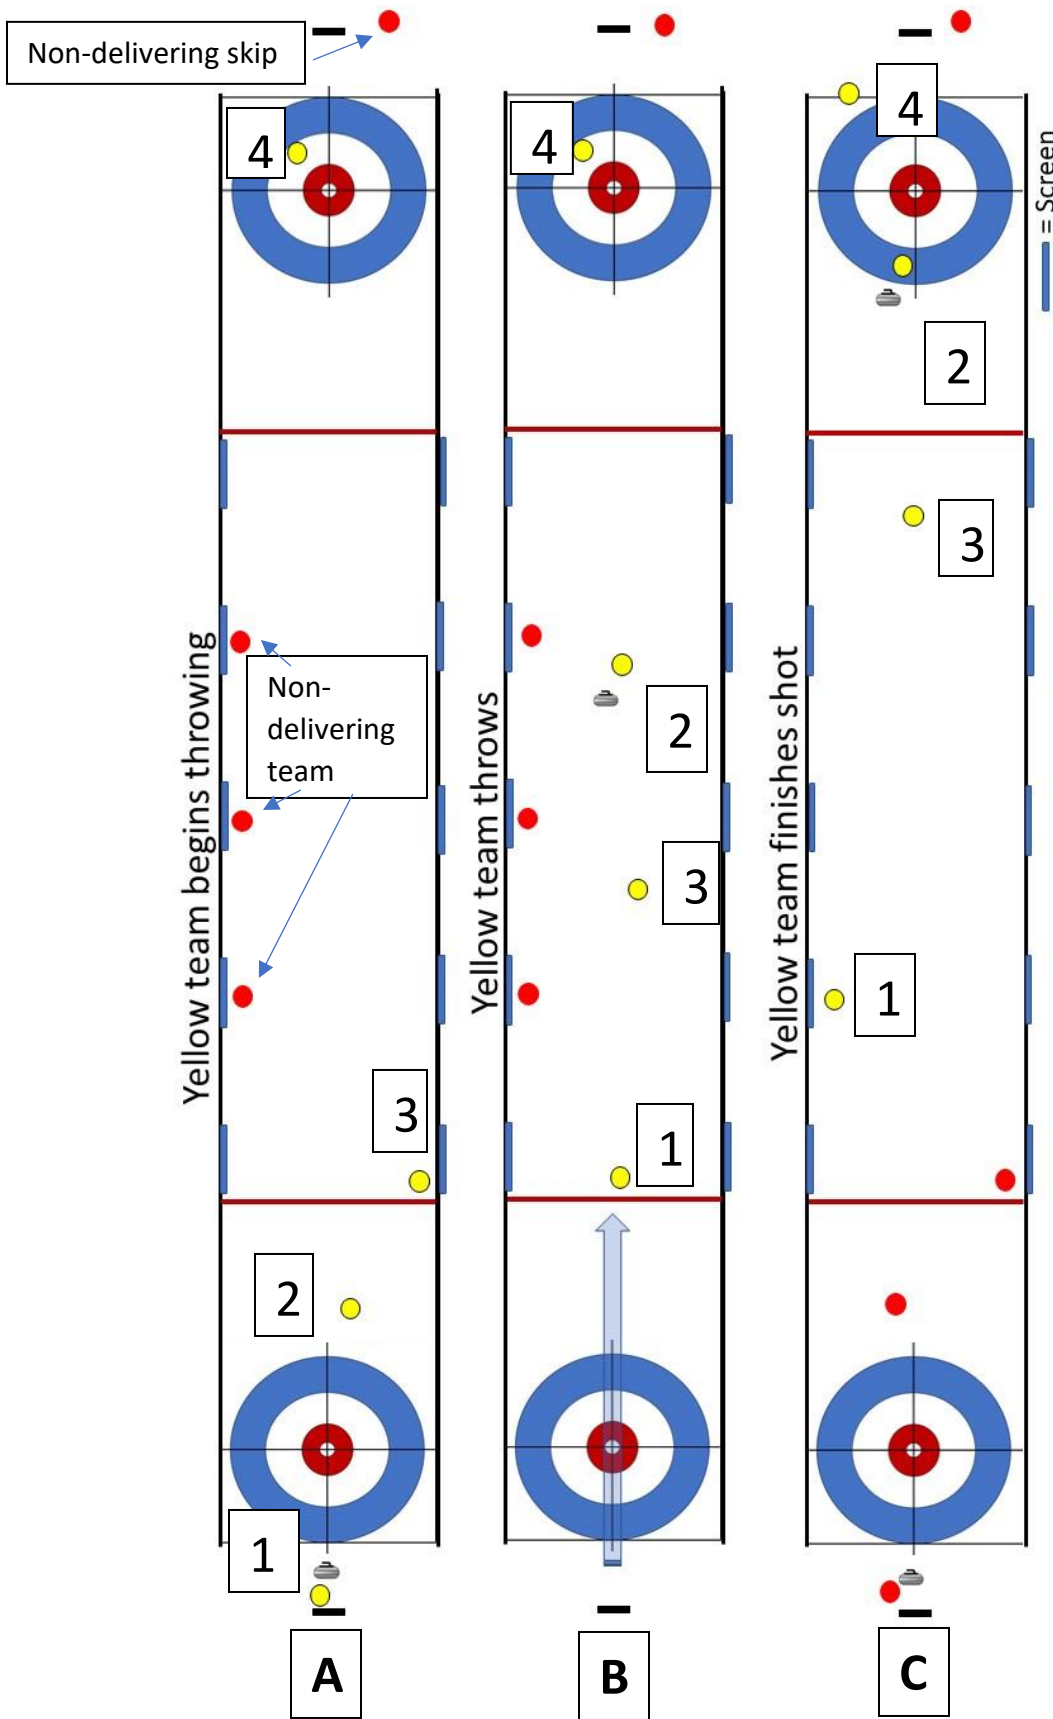 Non-delivering skip
= Screen
4
4
4
2
3
Yellow team begins throwing
Non-
delivering
team
Yellow team throws
2
3
Yellow team finishes shot
1
3
1
2
1
A
B
C